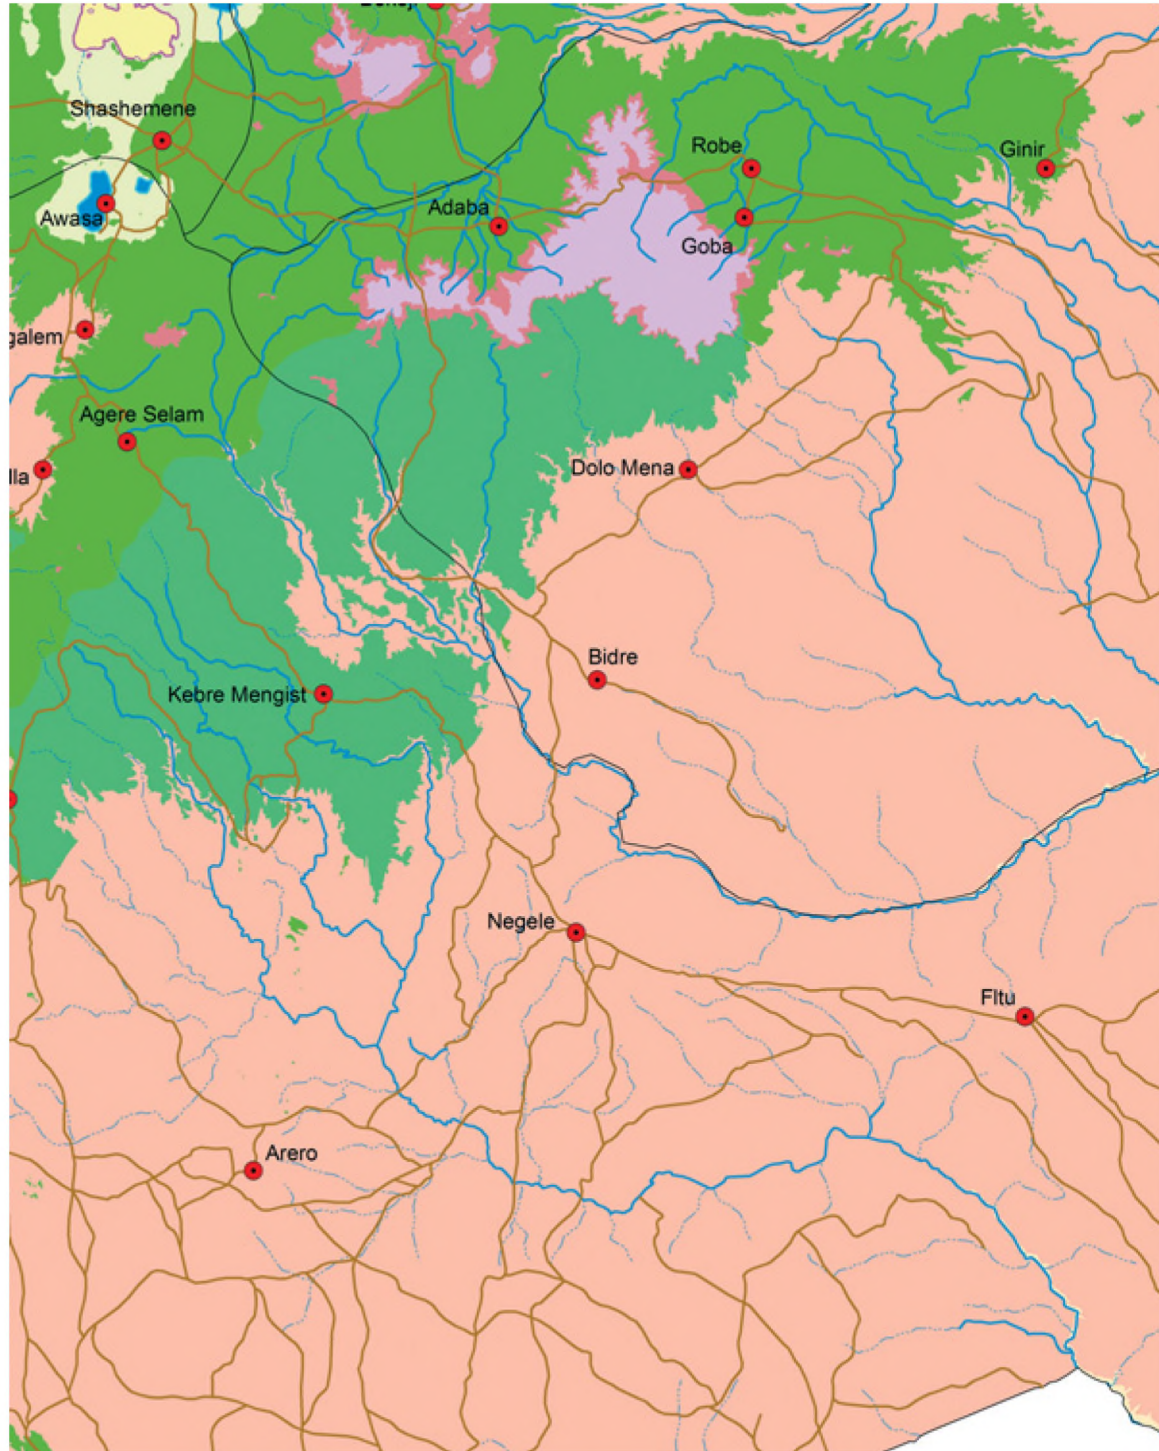 Shashemene
Robe
Ginir
Awasa
Adaba
Goba
galem
Agere Selam
lla
Dolo Mena
Bidre
Kebre Mengist
Negele
Fltu
Arero